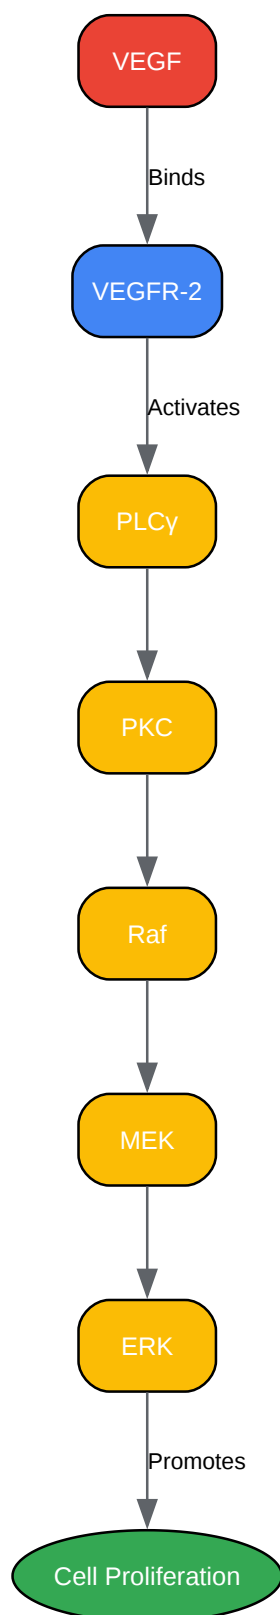 VEGF
Binds
VEGFR-2
Activates
PLCγ
PKC
Raf
MEK
ERK
Promotes
Cell Proliferation